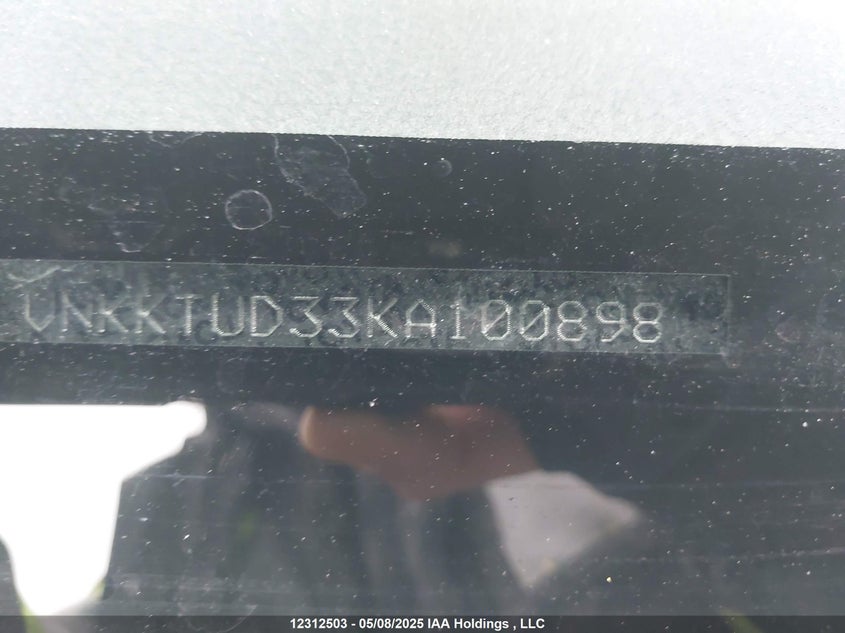 VNKKTUD33KA100898
12312503 - 05/08/2025 IAA Holdings , LLC